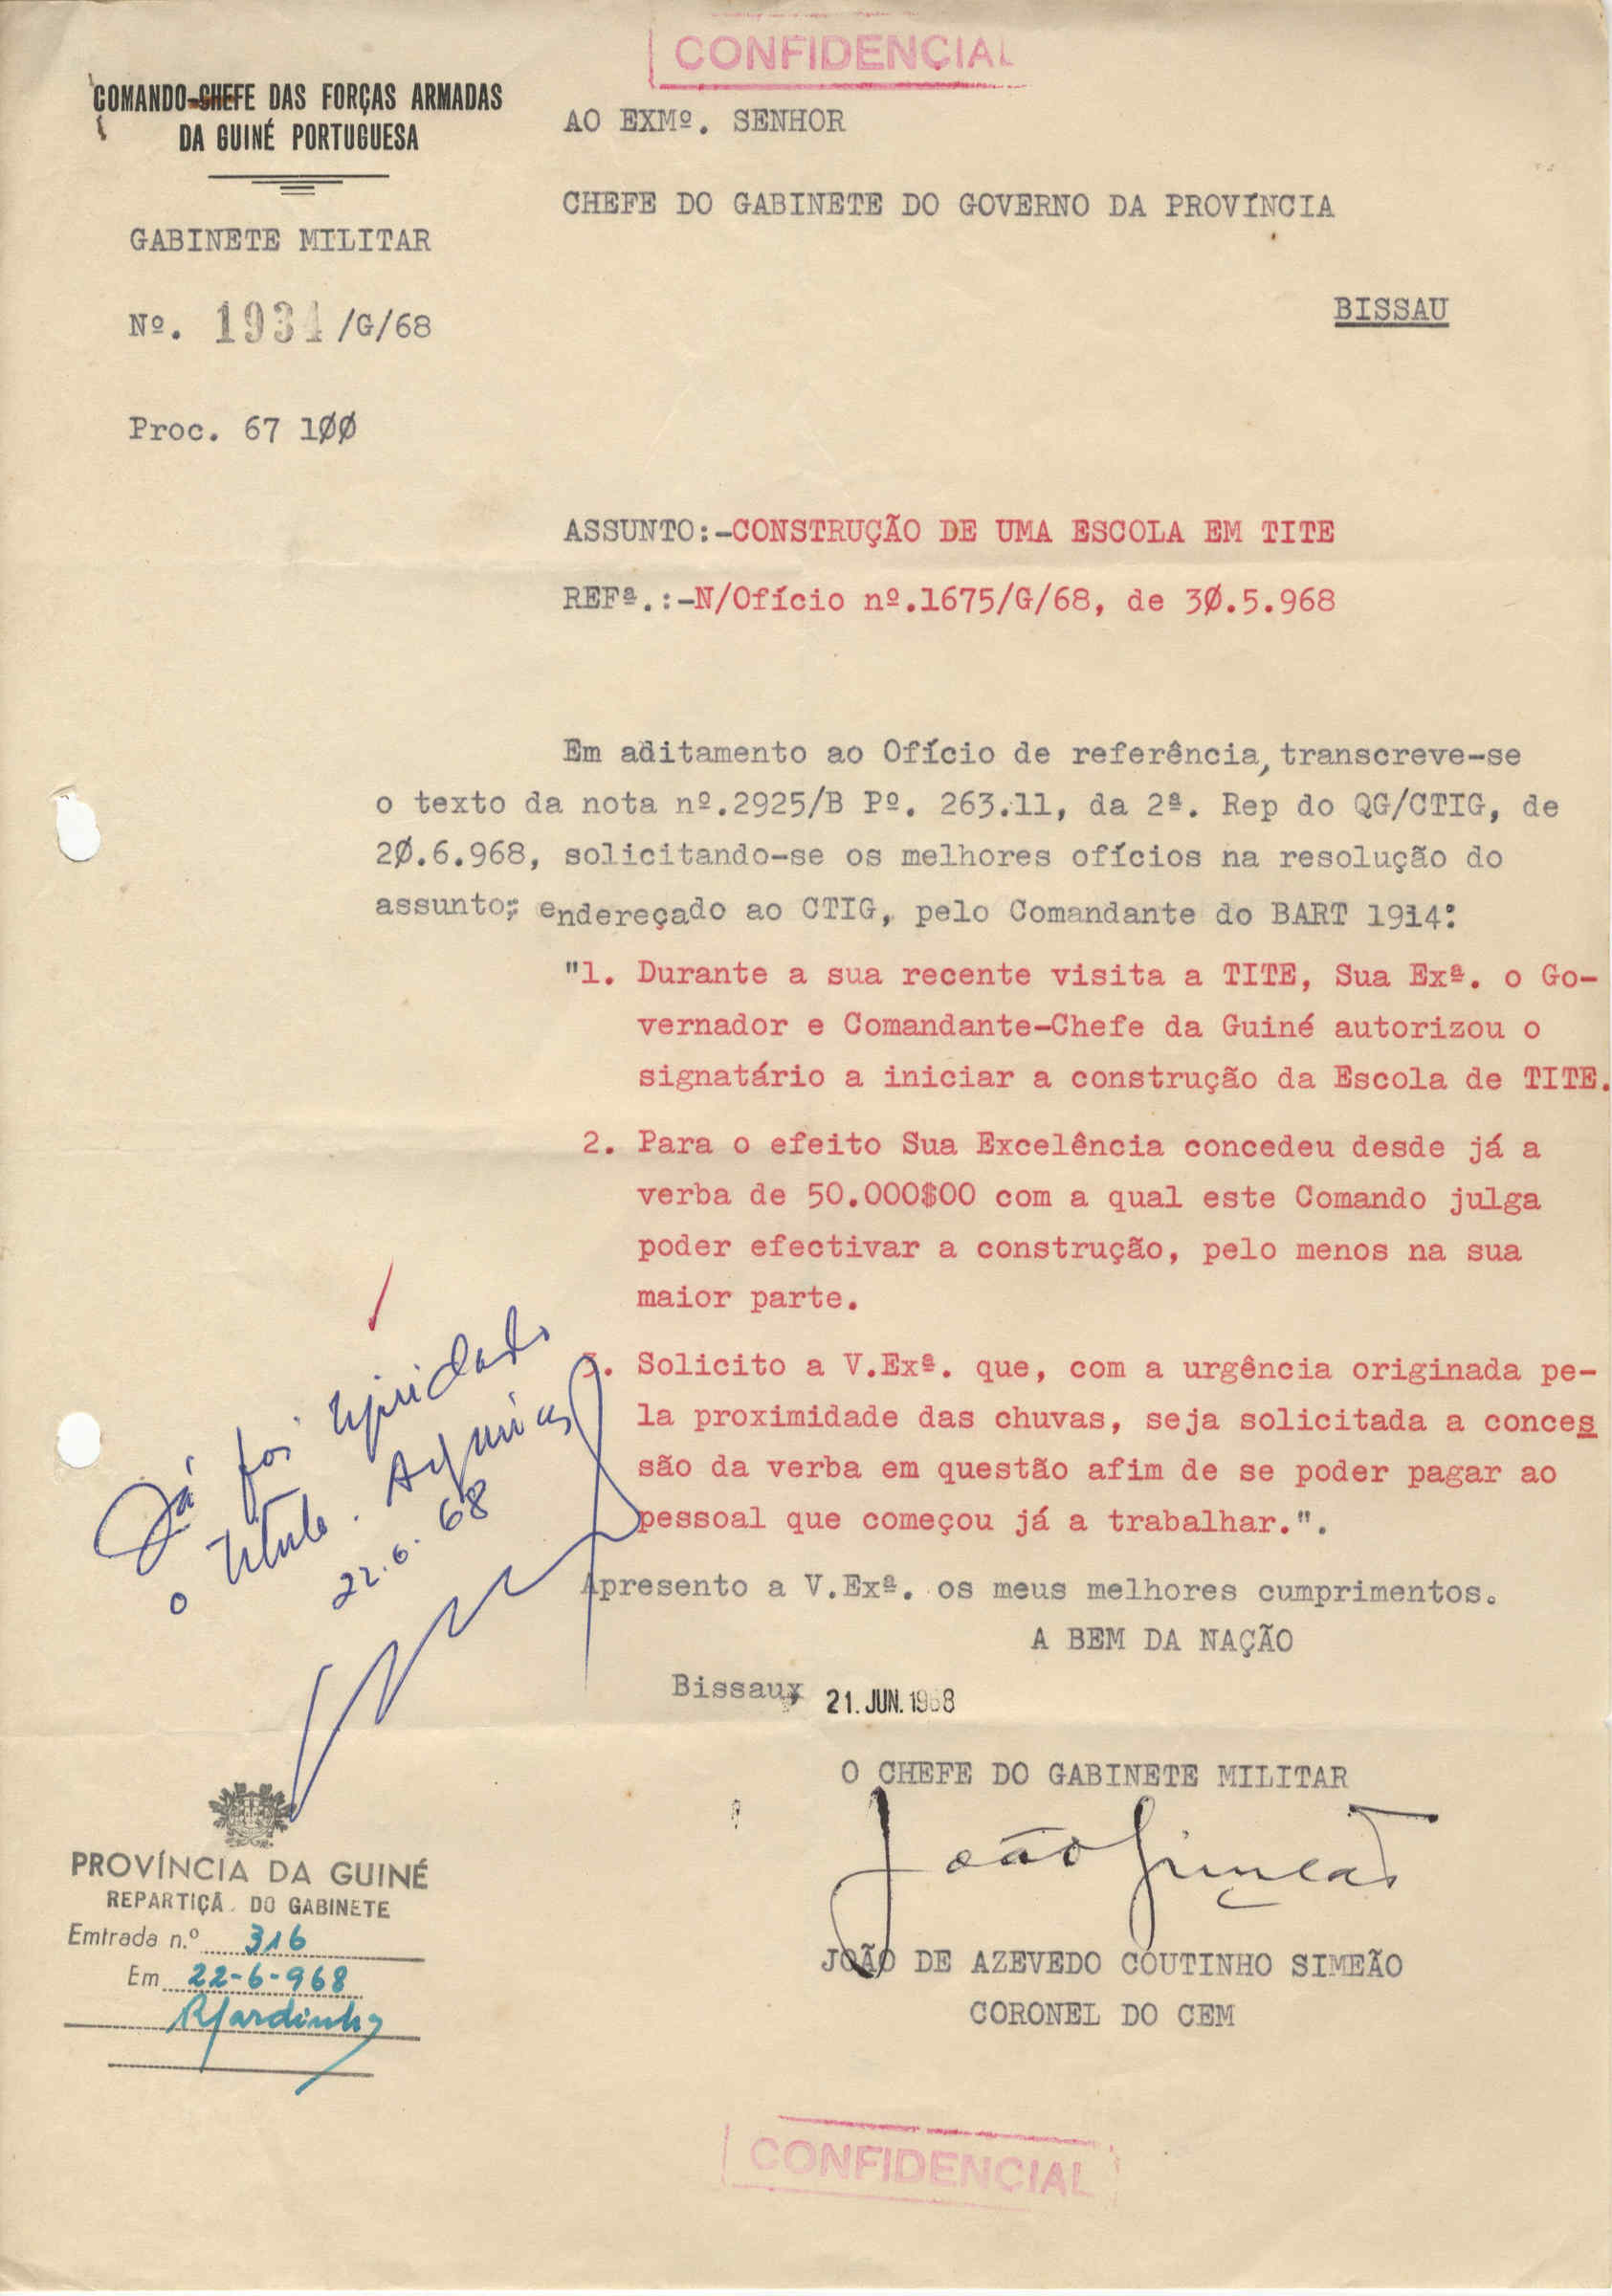 CONFIDENCIAL
COMANDO-CHEFE DAS FORÇAS ARMADAS
DA GUINÉ PORTUGUESA
GABINETE MILITAR
Nº. 1934/G/68
Proc. 67 1ØØ
AO EXMº. SENHOR
CHEFE DO GABINETE DO GOVERNO DA PROVÍNCIA
BISSAU
ASSUNTO:-CONSTRUÇÃO DE UMA ESCOLA EM TITE
REFª.:-N/Ofício nº.1675/G/68, de 3Ø.5.968
Em aditamento ao Ofício de referência, transcreve-se
o texto da nota nº.2925/B Pº. 263.11, da 2ª. Rep do QG/CTIG, de
2Ø.6.968, solicitando-se os melhores ofícios na resolução do
assunto; endereçado ao CTIG, pelo Comandante do BART 1914:
"1. Durante a sua recente visita a TITE, Sua Exª. o Go-
vernador e Comandante-Chefe da Guiné autorizou o
signatário a iniciar a construção da Escola de TITE.
2. Para o efeito Sua Excelência concedeu desde já a
verba de 50.000$00 com a qual este Comando julga
poder efectivar a construção, pelo menos na sua
maior parte.
3. Solicito a V.Exª. que, com a urgência originada pe-
la proximidade das chuvas, seja solicitada a conces
são da verba em questão afim de se poder pagar ao
pessoal que começou já a trabalhar.".
Apresento a V.Exª. os meus melhores cumprimentos.
A BEM DA NAÇÃO
Bissau, 21. JUN. 1968
O CHEFE DO GABINETE MILITAR
João Simeão
JOÃO DE AZEVEDO COUTINHO SIMEÃO
CORONEL DO CEM
Já foi
o título. Arquive-se
22.6.68
PROVÍNCIA DA GUINÉ
REPARTIÇÃ DO GABINETE
Entrada n.º 316
Em 22-6-968
CONFIDENCIAL